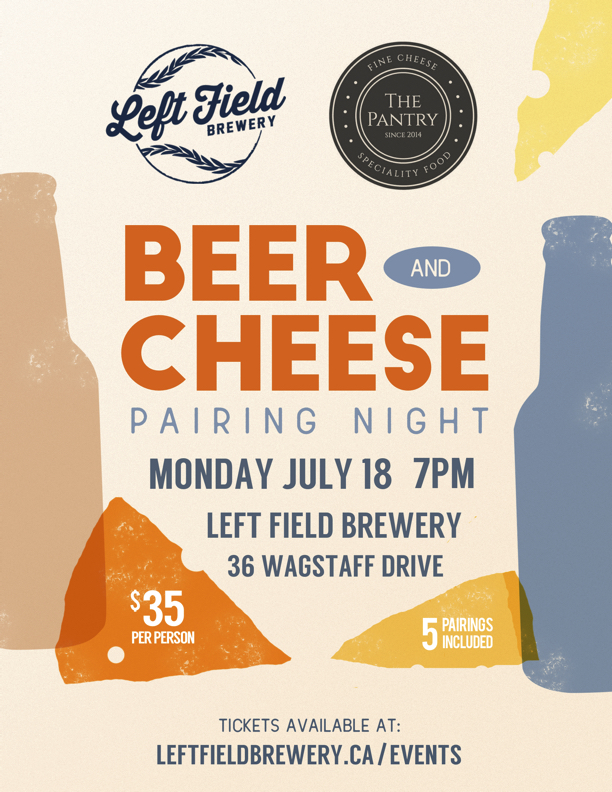 Left Field
BREWERY
FINE CHEESE
THE
PANTRY
SINCE 2014
SPECIALITY FOOD
BEER AND
CHEESE
PAIRING NIGHT
MONDAY JULY 18 7PM
LEFT FIELD BREWERY
36 WAGSTAFF DRIVE
$35
PER PERSON
5 PAIRINGS
INCLUDED
TICKETS AVAILABLE AT:
LEFTFIELDBREWERY.CA/EVENTS